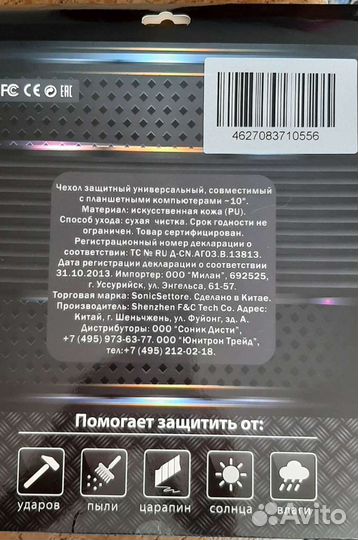 FC CE EAC
4627083710556
Чехол защитный универсальный, совместимый
с планшетными компьютерами ~10".
Материал: искусственная кожа (PU).
Способ ухода: сухая чистка. Срок годности не
ограничен. Товар сертифицирован.
Регистрационный номер декларации о
соответствии: ТС № RU Д-CN.АГ03.В.13813.
Дата регистрации декларации о соответствии
31.10.2013. Импортер: ООО "Милан", 692525,
г. Уссурийск, ул. Энгельса, 61-57.
Торговая марка: SonicSettore. Сделано в Китае.
Производитель: Shenzhen F&C Tech Co. Адрес:
Китай, г. Шеньчжень, ул. Фуйонг, зд. А.
Дистрибуторы: ООО "Соник Дисти",
+7 (495) 973-63-77. ООО "Юнитрон Трейд",
тел:+7 (495) 212-02-18.
Помогает защитить от:
ударов пыли царапин солнца влаги
Avito